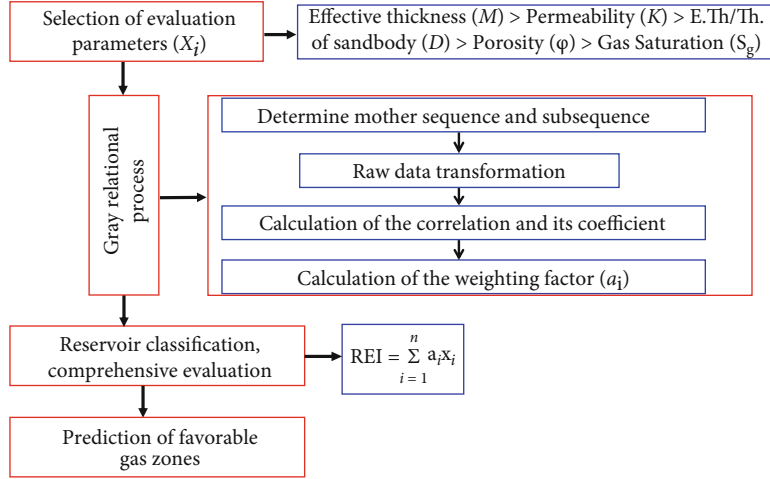 Selection of evaluation
parameters (Xi)
Effective thickness (M) > Permeability (K) > E.Th/Th.
of sandbody (D) > Porosity (φ) > Gas Saturation (Sg)
Gray relational
process
Determine mother sequence and subsequence
Raw data transformation
Calculation of the correlation and its coefficient
Calculation of the weighting factor (ai)
Reservoir classification,
comprehensive evaluation
n
REI = Σ aixi
i = 1
Prediction of favorable
gas zones